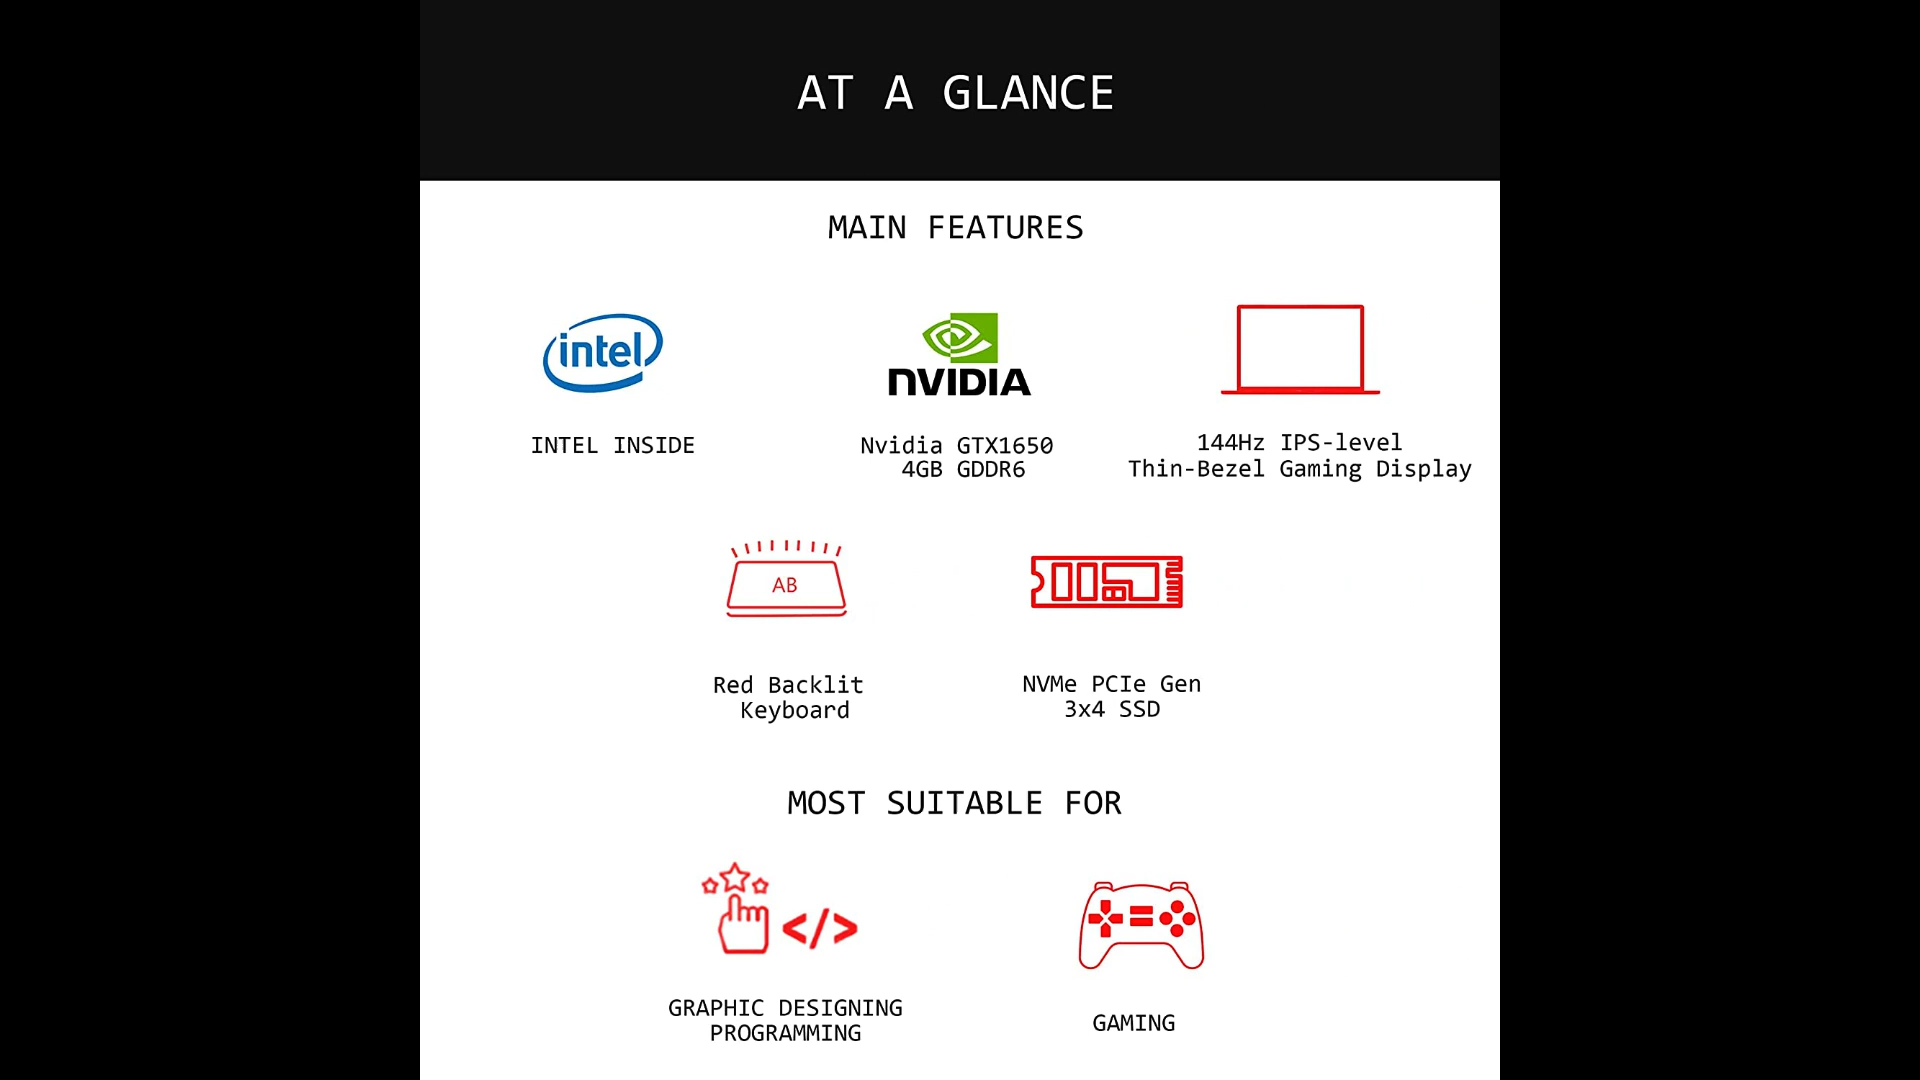 AT A GLANCE
MAIN FEATURES
intel
nVIDIA
INTEL INSIDE
Nvidia GTX1650
4GB GDDR6
144Hz IPS-level
Thin-Bezel Gaming Display
AB
Red Backlit
Keyboard
NVMe PCIe Gen
3x4 SSD
MOST SUITABLE FOR
</>
GRAPHIC DESIGNING
PROGRAMMING
GAMING